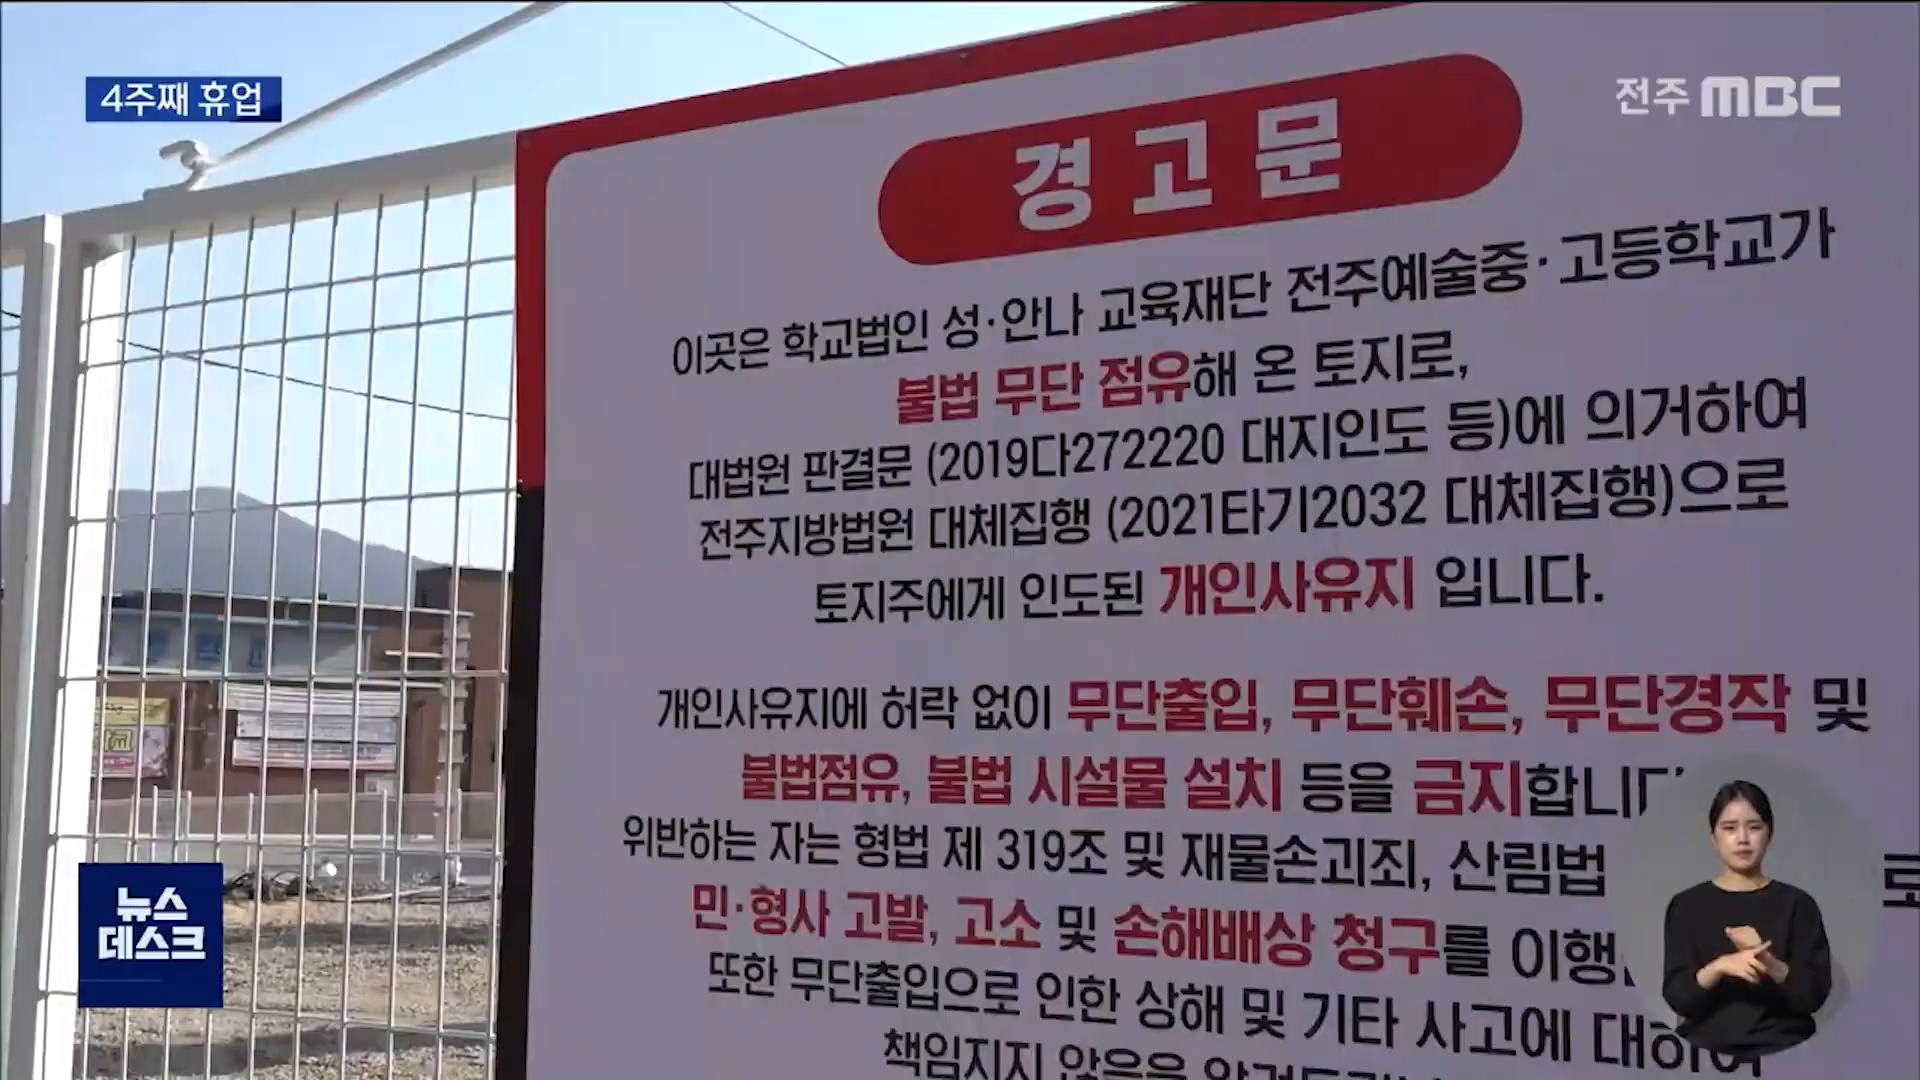 4주째 휴업
전주 MBC
경고문
이곳은 학교법인 성·안나 교육재단 전주예술중·고등학교가
불법 무단 점유해 온 토지로,
대법원 판결문 (2019다272220 대지인도 등)에 의거하여
전주지방법원 대체집행 (2021타기2032 대체집행)으로
토지주에게 인도된 개인사유지 입니다.
개인사유지에 허락 없이 무단출입, 무단훼손, 무단경작 및
불법점유, 불법 시설물 설치 등을 금지합니다
위반하는 자는 형법 제 319조 및 재물손괴죄, 산림법
민·형사 고발, 고소 및 손해배상 청구를 이행
또한 무단출입으로 인한 상해 및 기타 사고에 대하여
책임지지 않음을
뉴스
데스크